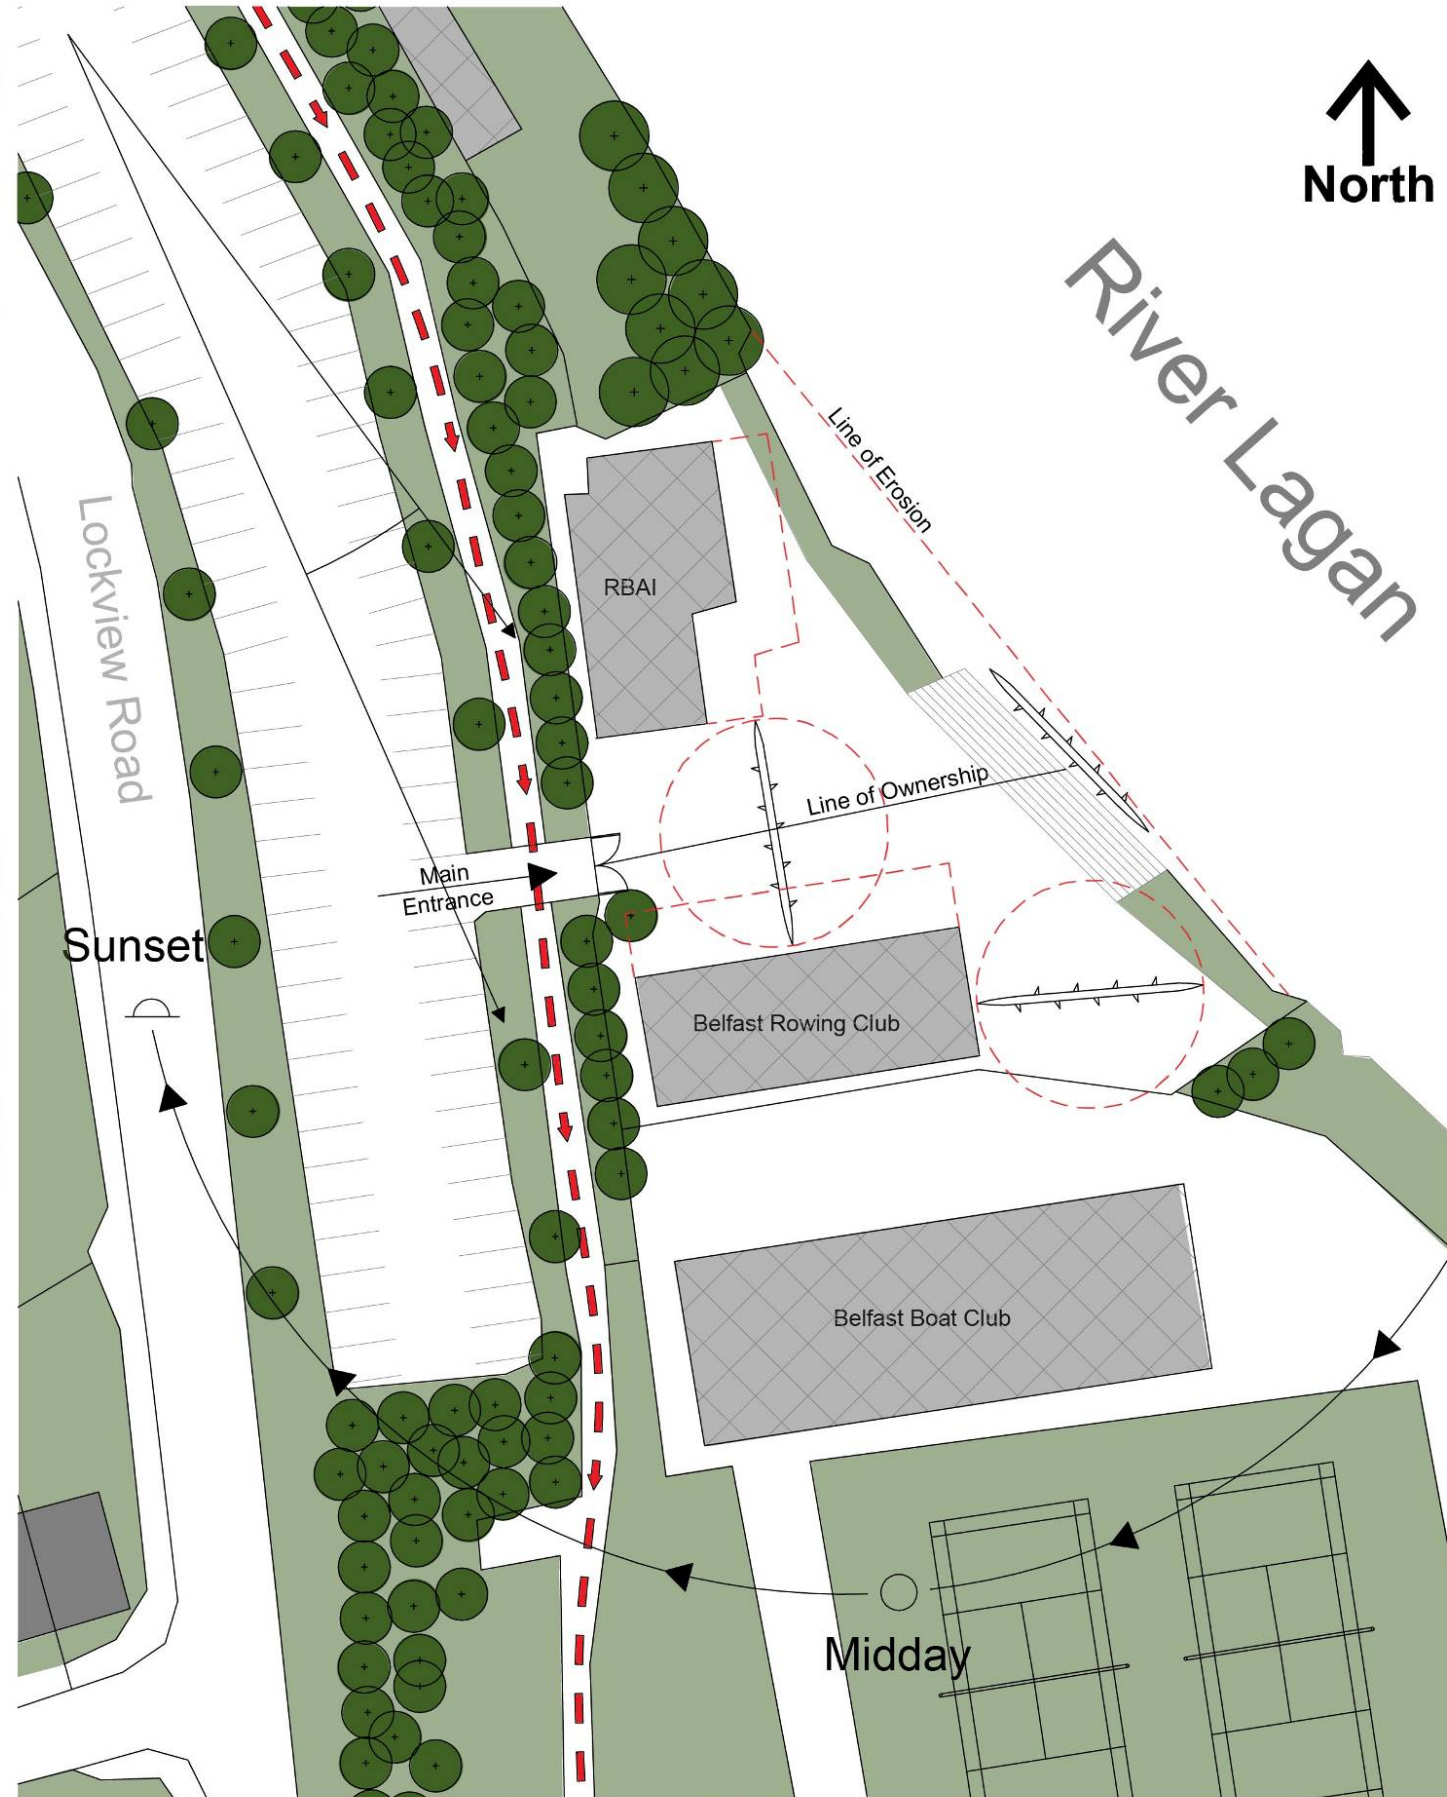 North
River Lagan
Line of Erosion
Lockview Road
RBAI
Line of Ownership
Main
Entrance
Sunset
Belfast Rowing Club
Belfast Boat Club
Midday